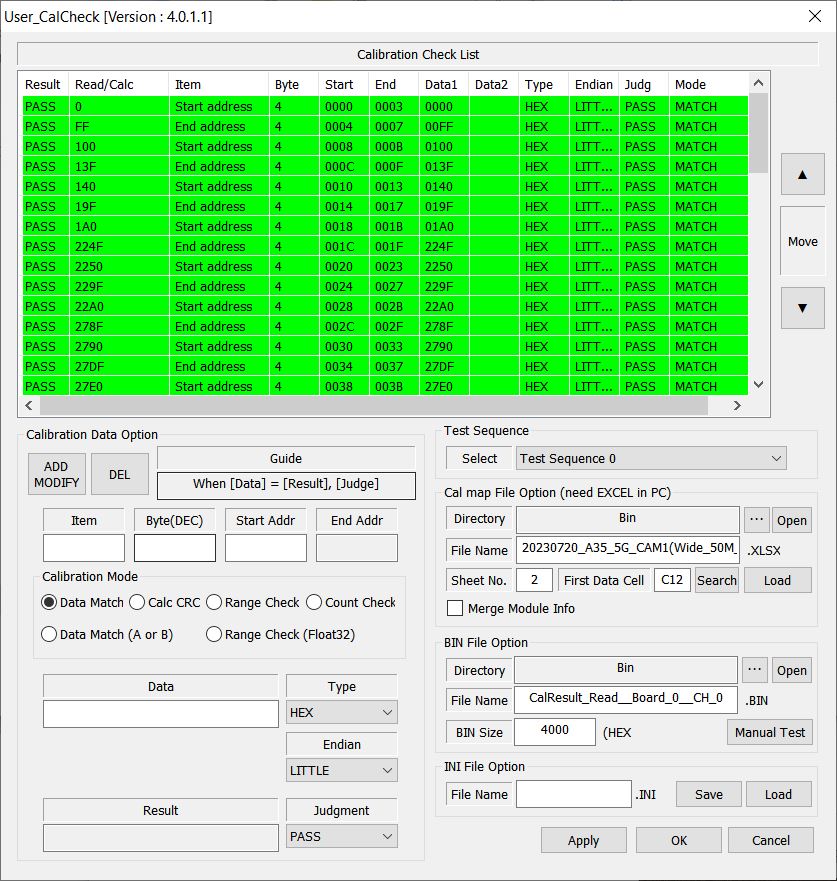 User_CalCheck [Version : 4.0.1.1]
Calibration Check List
Result Read/Calc Item Byte Start End Data1 Data2 Type Endian Judg Mode
PASS 0 Start address 4 0000 0003 0000 HEX LITT... PASS MATCH
PASS FF End address 4 0004 0007 00FF HEX LITT... PASS MATCH
PASS 100 Start address 4 0008 000B 0100 HEX LITT... PASS MATCH
PASS 13F End address 4 000C 000F 013F HEX LITT... PASS MATCH
PASS 140 Start address 4 0010 0013 0140 HEX LITT... PASS MATCH
PASS 19F End address 4 0014 0017 019F HEX LITT... PASS MATCH
PASS 1A0 Start address 4 0018 001B 01A0 HEX LITT... PASS MATCH
PASS 224F End address 4 001C 001F 224F HEX LITT... PASS MATCH
PASS 2250 Start address 4 0020 0023 2250 HEX LITT... PASS MATCH
PASS 229F End address 4 0024 0027 229F HEX LITT... PASS MATCH
PASS 22A0 Start address 4 0028 002B 22A0 HEX LITT... PASS MATCH
PASS 278F End address 4 002C 002F 278F HEX LITT... PASS MATCH
PASS 2790 Start address 4 0030 0033 2790 HEX LITT... PASS MATCH
PASS 27DF End address 4 0034 0037 27DF HEX LITT... PASS MATCH
PASS 27E0 Start address 4 0038 003B 27E0 HEX LITT... PASS MATCH
▲
Move
▼
Calibration Data Option
ADD
MODIFY
DEL
Guide
When [Data] = [Result], [Judge]
Item Byte(DEC) Start Addr End Addr
Calibration Mode
Data Match Calc CRC Range Check Count Check
Data Match (A or B) Range Check (Float32)
Data Type
HEX
Endian
LITTLE
Result Judgment
PASS
Test Sequence
Select Test Sequence 0
Cal map File Option (need EXCEL in PC)
Directory Bin ... Open
File Name 20230720_A35_5G_CAM1(Wide_50M_ .XLSX
Sheet No. 2 First Data Cell C12 Search Load
Merge Module Info
BIN File Option
Directory Bin ... Open
File Name CalResult_Read__Board_0__CH_0 .BIN
BIN Size 4000 (HEX Manual Test
INI File Option
File Name .INI Save Load
Apply OK Cancel